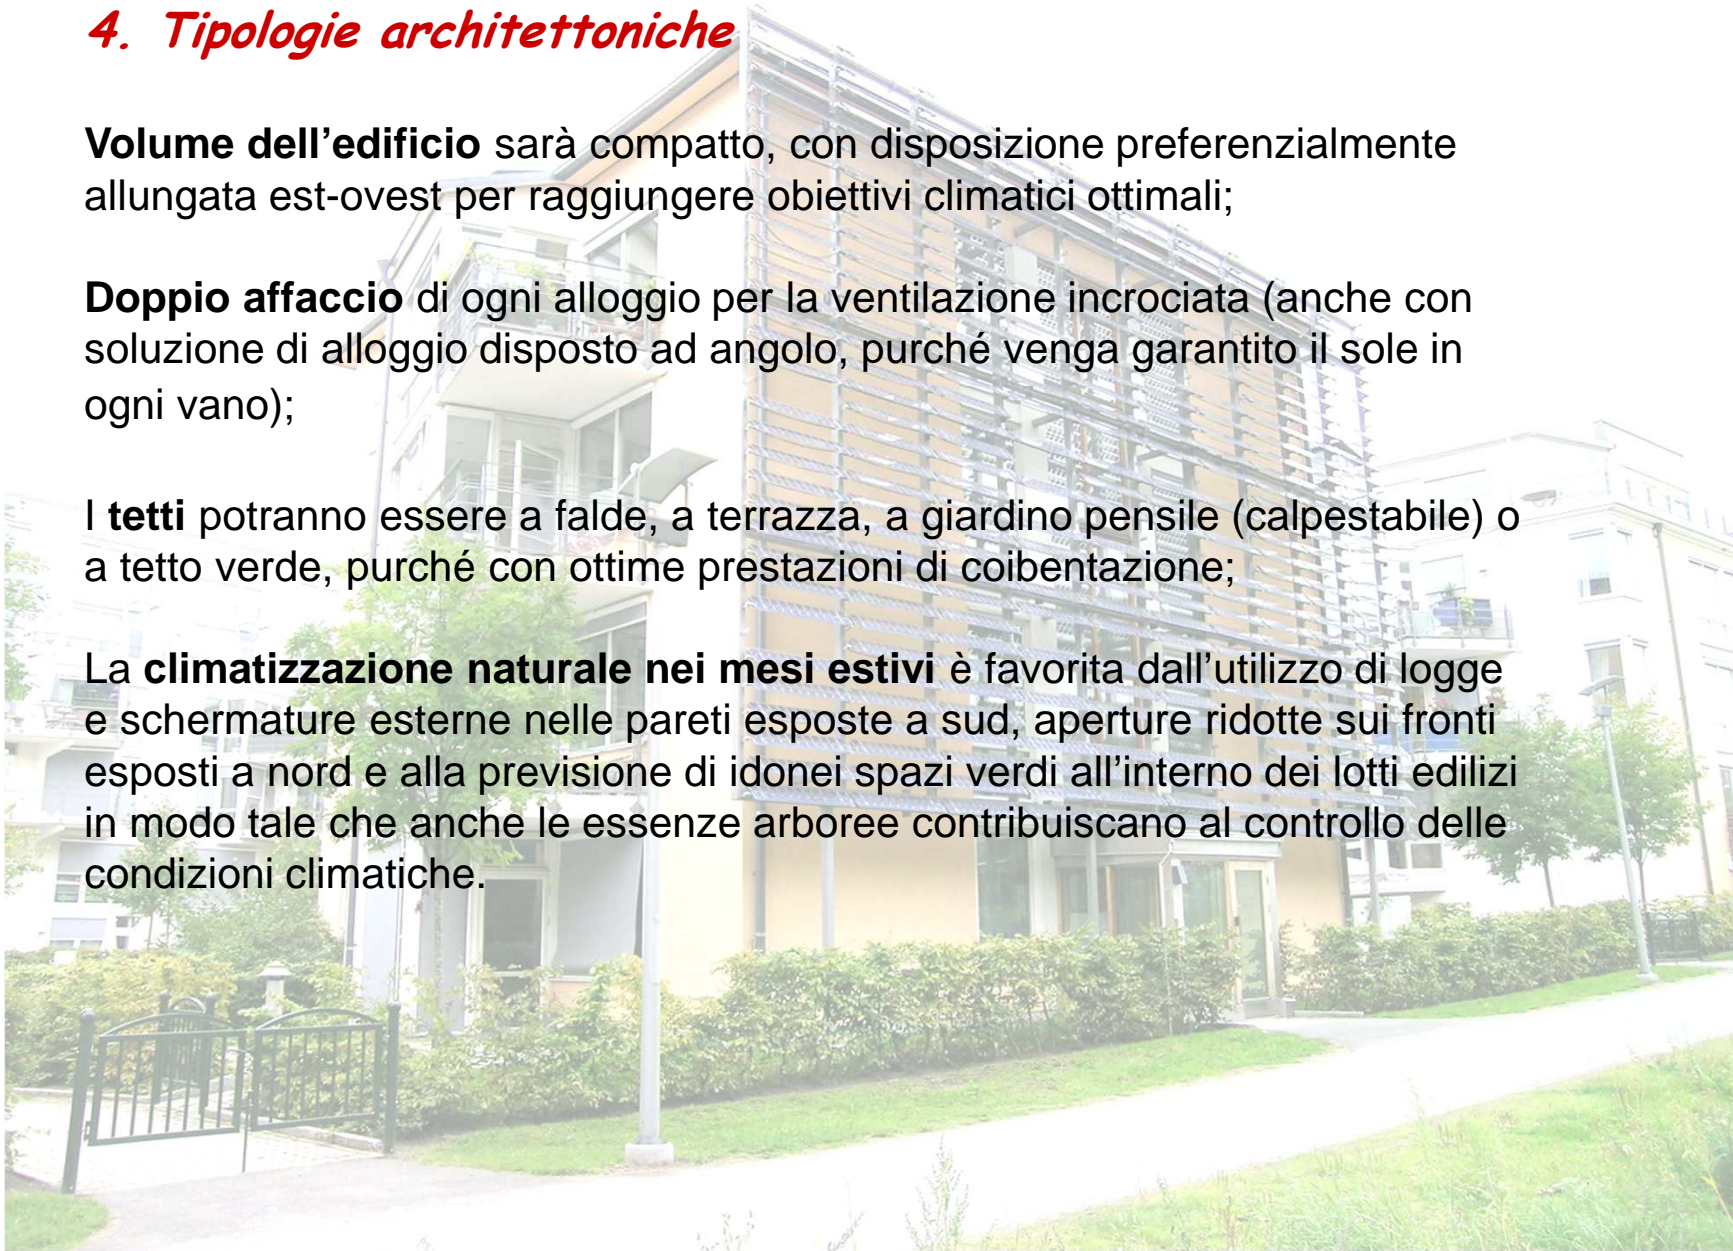 4. Tipologie architettoniche
Volume dell’edificio sarà compatto, con disposizione preferenzialmente
allungata est-ovest per raggiungere obiettivi climatici ottimali;
Doppio affaccio di ogni alloggio per la ventilazione incrociata (anche con
soluzione di alloggio disposto ad angolo, purché venga garantito il sole in
ogni vano);
I tetti potranno essere a falde, a terrazza, a giardino pensile (calpestabile) o
a tetto verde, purché con ottime prestazioni di coibentazione;
La climatizzazione naturale nei mesi estivi è favorita dall’utilizzo di logge
e schermature esterne nelle pareti esposte a sud, aperture ridotte sui fronti
esposti a nord e alla previsione di idonei spazi verdi all’interno dei lotti edilizi
in modo tale che anche le essenze arboree contribuiscano al controllo delle
condizioni climatiche.